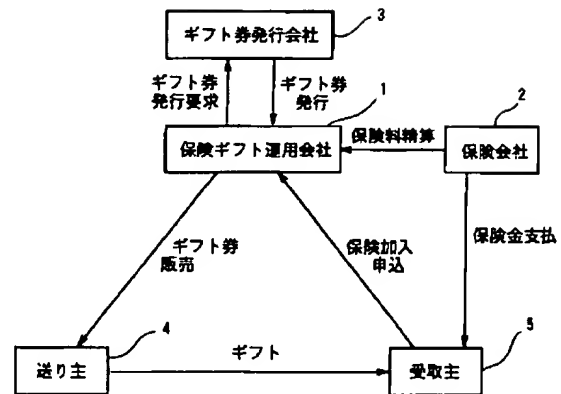 ギフト券発行会社
3
ギフト券
発行要求
ギフト券
発行
1
2
保険ギフト運用会社
保険料精算
保険会社
ギフト券
販売
保険加入
申込
保険金支払
4
5
送り主
ギフト
受取主